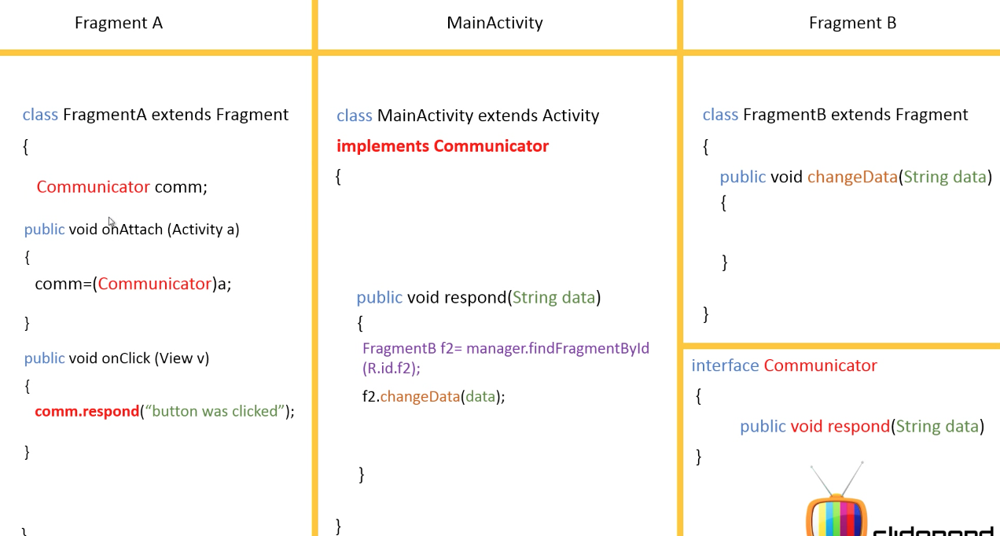 Fragment A
class FragmentA extends Fragment
{
Communicator comm;
public void onAttach (Activity a)
{
comm=(Communicator)a;
}
public void onClick (View v)
{
comm.respond(“button was clicked”);
}
}
MainActivity
class MainActivity extends Activity
implements Communicator
{
public void respond(String data)
{
FragmentB f2= manager.findFragmentById
(R.id.f2);
f2.changeData(data);
}
}
Fragment B
class FragmentB extends Fragment
{
public void changeData(String data)
{
}
}
interface Communicator
{
public void respond(String data)
}